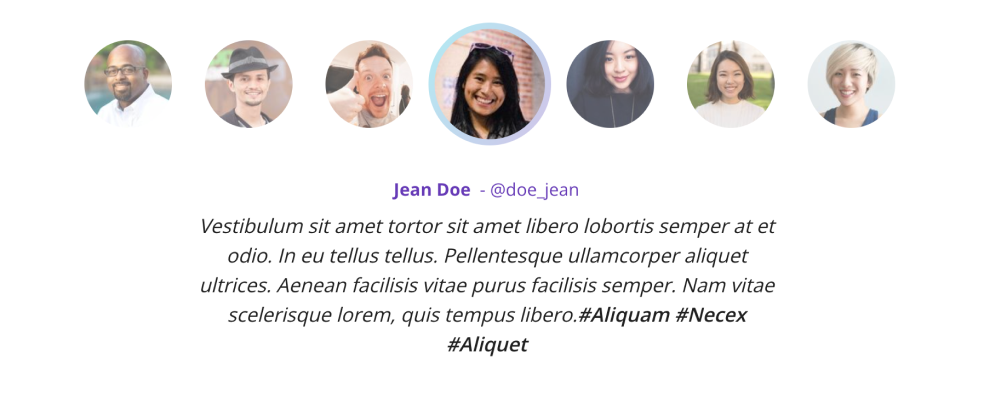 Jean Doe - @doe_jean
Vestibulum sit amet tortor sit amet libero lobortis semper at et
odio. In eu tellus tellus. Pellentesque ullamcorper aliquet
ultrices. Aenean facilisis vitae purus facilisis semper. Nam vitae
scelerisque lorem, quis tempus libero.#Aliquam #Necex
#Aliquet